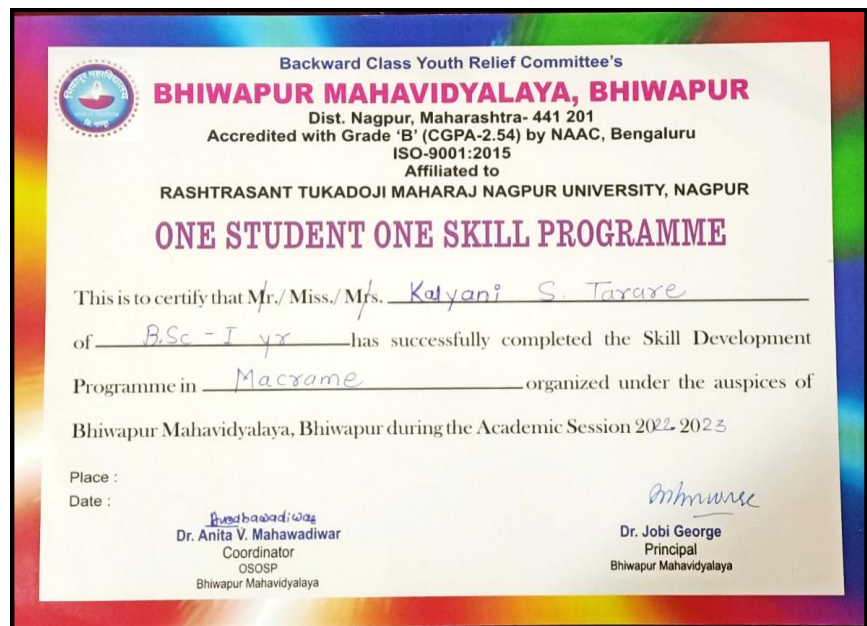 Backward Class Youth Relief Committee's
BHIWAPUR MAHAVIDYALAYA, BHIWAPUR
Dist. Nagpur, Maharashtra- 441 201
Accredited with Grade 'B' (CGPA-2.54) by NAAC, Bengaluru
ISO-9001:2015
Affiliated to
RASHTRASANT TUKADOJI MAHARAJ NAGPUR UNIVERSITY, NAGPUR
ONE STUDENT ONE SKILL PROGRAMME
This is to certify that Mr./ Miss./ Mrs. Kalyani S. Tarare
of B.Sc - I yr has successfully completed the Skill Development
Programme in Macrame organized under the auspices of
Bhiwapur Mahavidyalaya, Bhiwapur during the Academic Session 2022-2023
Place :
Date :
Dr. Anita V. Mahawadiwar
Coordinator
OSOSP
Bhiwapur Mahavidyalaya
Dr. Jobi George
Principal
Bhiwapur Mahavidyalaya